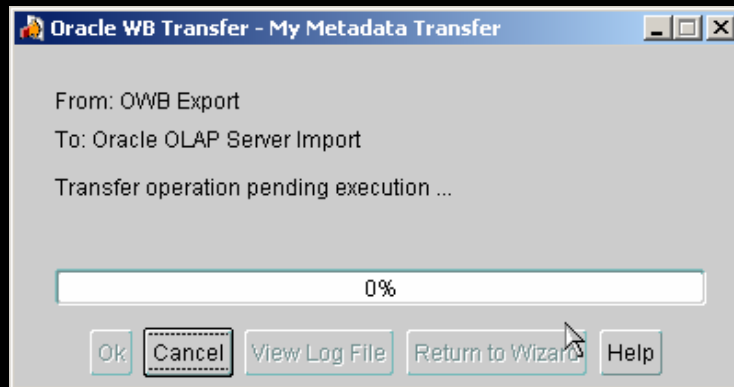 Oracle WB Transfer - My Metadata Transfer
From: OWB Export
To: Oracle OLAP Server Import
Transfer operation pending execution ...
0%
Ok Cancel View Log File Return to Wizard Help